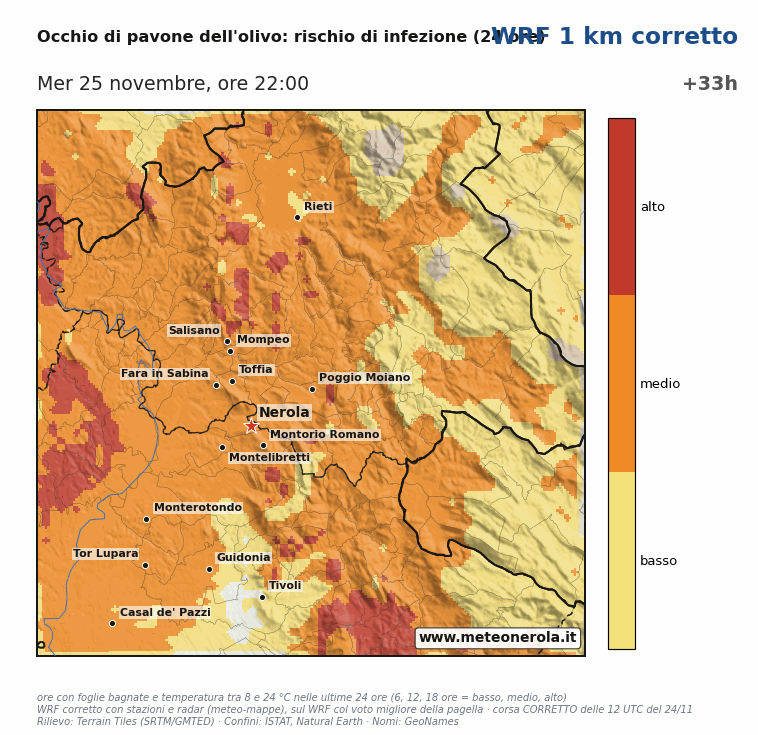 Occhio di pavone dell'olivo: rischio di infezione (24 ore)
WRF 1 km corretto
Mer 25 novembre, ore 22:00
+33h
alto
Rieti
Salisano
Mompeo
Fara in Sabina
Toffia
Poggio Moiano
medio
Nerola
Montorio Romano
Montelibretti
Monterotondo
Tor Lupara
Guidonia
basso
Tivoli
Casal de' Pazzi
www.meteonerola.it
ore con foglie bagnate e temperatura tra 8 e 24 °C nelle ultime 24 ore (6, 12, 18 ore = basso, medio, alto)
WRF corretto con stazioni e radar (meteo-mappe), sul WRF col voto migliore della pagella · corsa CORRETTO delle 12 UTC del 24/11
Rilievo: Terrain Tiles (SRTM/GMTED) · Confini: ISTAT, Natural Earth · Nomi: GeoNames